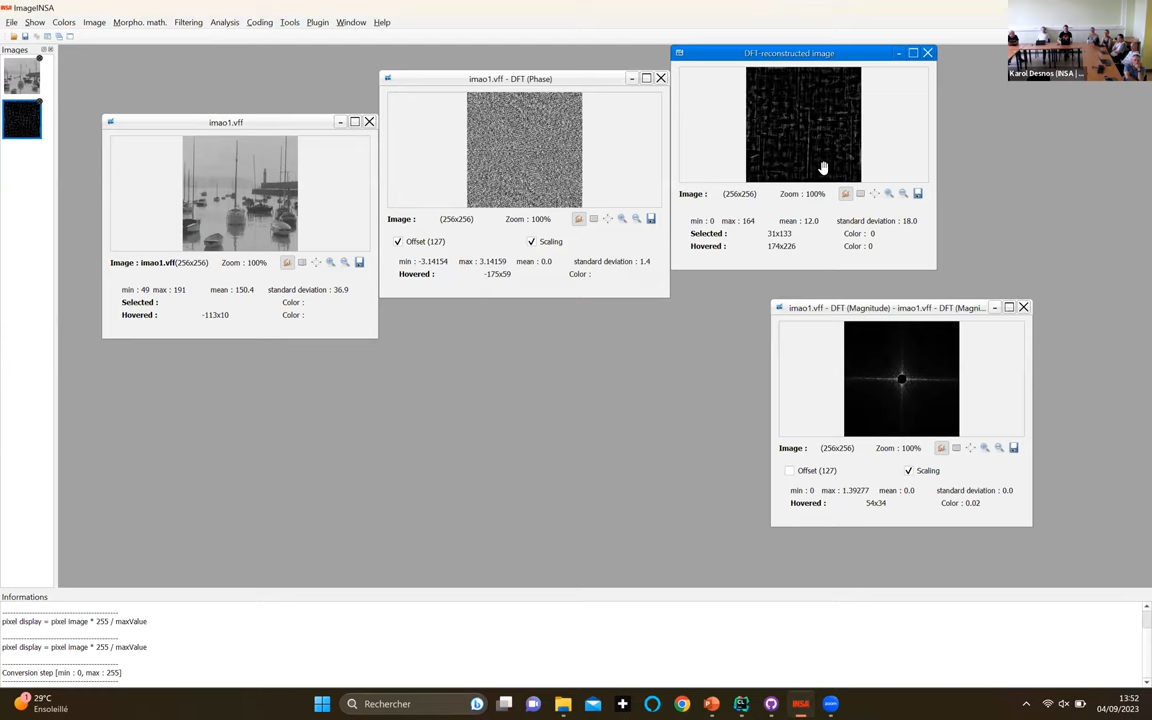 ImageINSA
File Show Colors Image Morpho. math. Filtering Analysis Coding Tools Plugin Window Help
Images
Karol Desnos (INSA | ...
imao1.vff
Image : imao1.vff(256x256) Zoom : 100%
min : 49 max : 191 mean : 150.4 standard deviation : 36.9
Selected : Color :
Hovered : -113x10 Color :
imao1.vff - DFT (Phase)
Image : (256x256) Zoom : 100%
Offset (127) Scaling
min : -3.14154 max : 3.14159 mean : 0.0 standard deviation : 1.4
Hovered : -175x59 Color :
DFT-reconstructed image
Image : (256x256) Zoom : 100%
min : 0 max : 164 mean : 12.0 standard deviation : 18.0
Selected : 31x133 Color : 0
Hovered : 174x226 Color : 0
imao1.vff - DFT (Magnitude) - imao1.vff - DFT (Magni...
Image : (256x256) Zoom : 100%
Offset (127) Scaling
min : 0 max : 1.39277 mean : 0.0 standard deviation : 0.0
Hovered : 54x34 Color : 0.02
Informations
----------------------------------------------
pixel display = pixel image * 255 / maxValue
----------------------------------------------
pixel display = pixel image * 255 / maxValue
----------------------------------------------
Conversion step [min : 0, max : 255]
----------------------------------------------
1
29°C
Ensoleillé
Rechercher
INSA
zoom
13:52
04/09/2023